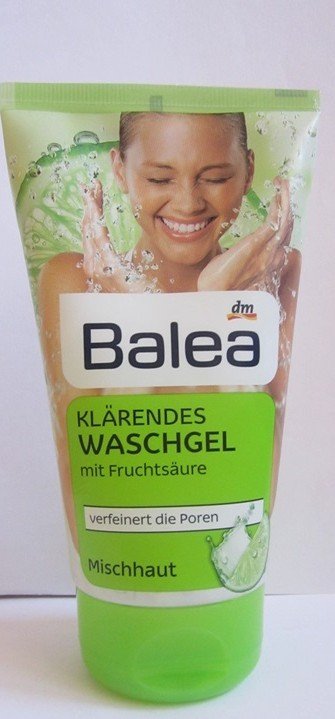 dm
Balea
KLÄRENDES
WASCHGEL
mit Fruchtsäure
verfeinert die Poren
Mischhaut